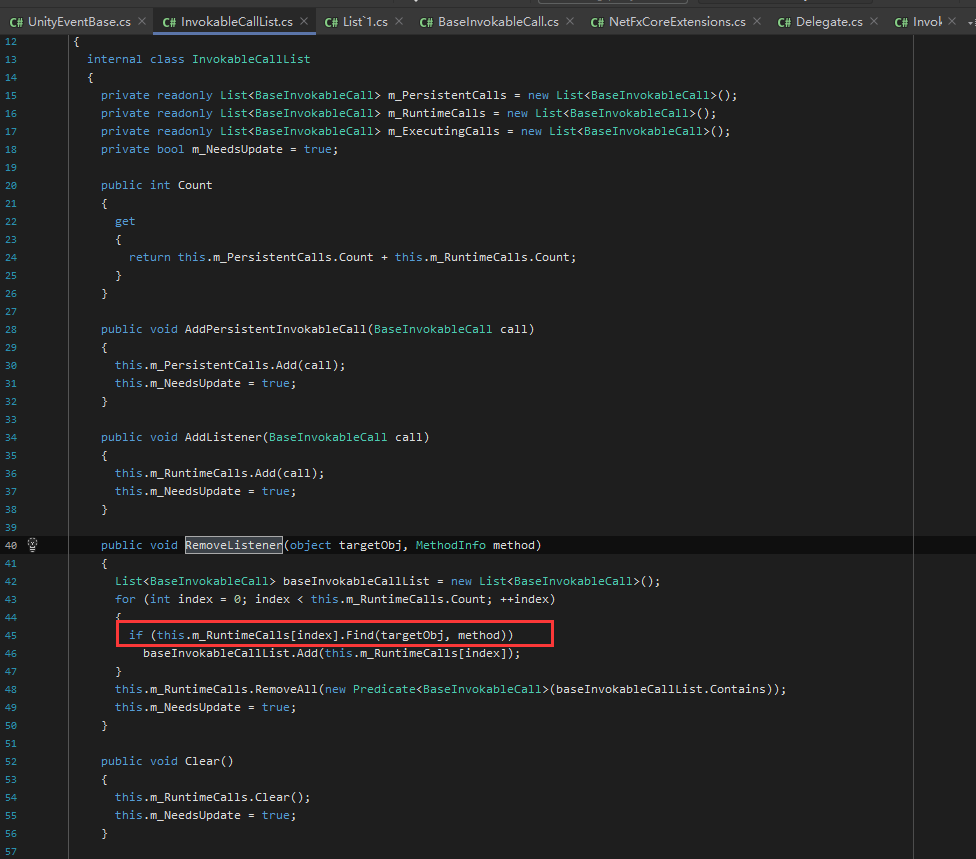 C# UnityEventBase.cs × C# InvokableCallList.cs × C# List`1.cs × C# BaseInvokableCall.cs × C# NetFxCoreExtensions.cs × C# Delegate.cs × C# Invok ×
12 {
13 internal class InvokableCallList
14 {
15 private readonly List<BaseInvokableCall> m_PersistentCalls = new List<BaseInvokableCall>();
16 private readonly List<BaseInvokableCall> m_RuntimeCalls = new List<BaseInvokableCall>();
17 private readonly List<BaseInvokableCall> m_ExecutingCalls = new List<BaseInvokableCall>();
18 private bool m_NeedsUpdate = true;
19
20 public int Count
21 {
22 get
23 {
24 return this.m_PersistentCalls.Count + this.m_RuntimeCalls.Count;
25 }
26 }
27
28 public void AddPersistentInvokableCall(BaseInvokableCall call)
29 {
30 this.m_PersistentCalls.Add(call);
31 this.m_NeedsUpdate = true;
32 }
33
34 public void AddListener(BaseInvokableCall call)
35 {
36 this.m_RuntimeCalls.Add(call);
37 this.m_NeedsUpdate = true;
38 }
39
40 public void RemoveListener(object targetObj, MethodInfo method)
41 {
42 List<BaseInvokableCall> baseInvokableCallList = new List<BaseInvokableCall>();
43 for (int index = 0; index < this.m_RuntimeCalls.Count; ++index)
44 {
45 if (this.m_RuntimeCalls[index].Find(targetObj, method))
46 baseInvokableCallList.Add(this.m_RuntimeCalls[index]);
47 }
48 this.m_RuntimeCalls.RemoveAll(new Predicate<BaseInvokableCall>(baseInvokableCallList.Contains));
49 this.m_NeedsUpdate = true;
50 }
51
52 public void Clear()
53 {
54 this.m_RuntimeCalls.Clear();
55 this.m_NeedsUpdate = true;
56 }
57